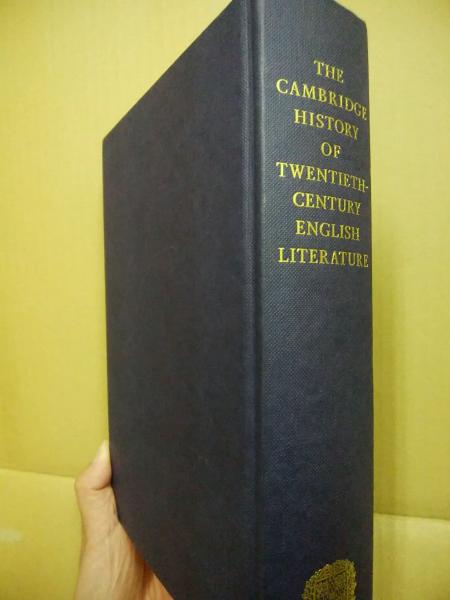 THE
CAMBRIDGE
HISTORY
OF
TWENTIETH-
CENTURY
ENGLISH
LITERATURE